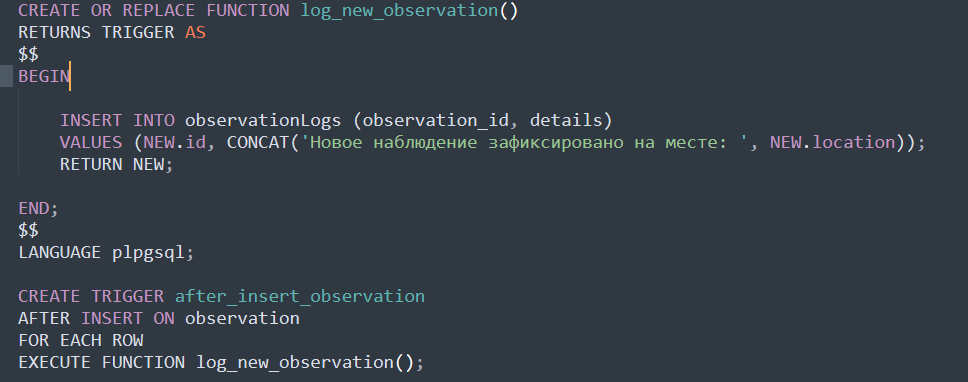 CREATE OR REPLACE FUNCTION log_new_observation()
RETURNS TRIGGER AS
$$
BEGIN
INSERT INTO observationLogs (observation_id, details)
VALUES (NEW.id, CONCAT('Новое наблюдение зафиксировано на месте: ', NEW.location));
RETURN NEW;
END;
$$
LANGUAGE plpgsql;
CREATE TRIGGER after_insert_observation
AFTER INSERT ON observation
FOR EACH ROW
EXECUTE FUNCTION log_new_observation();